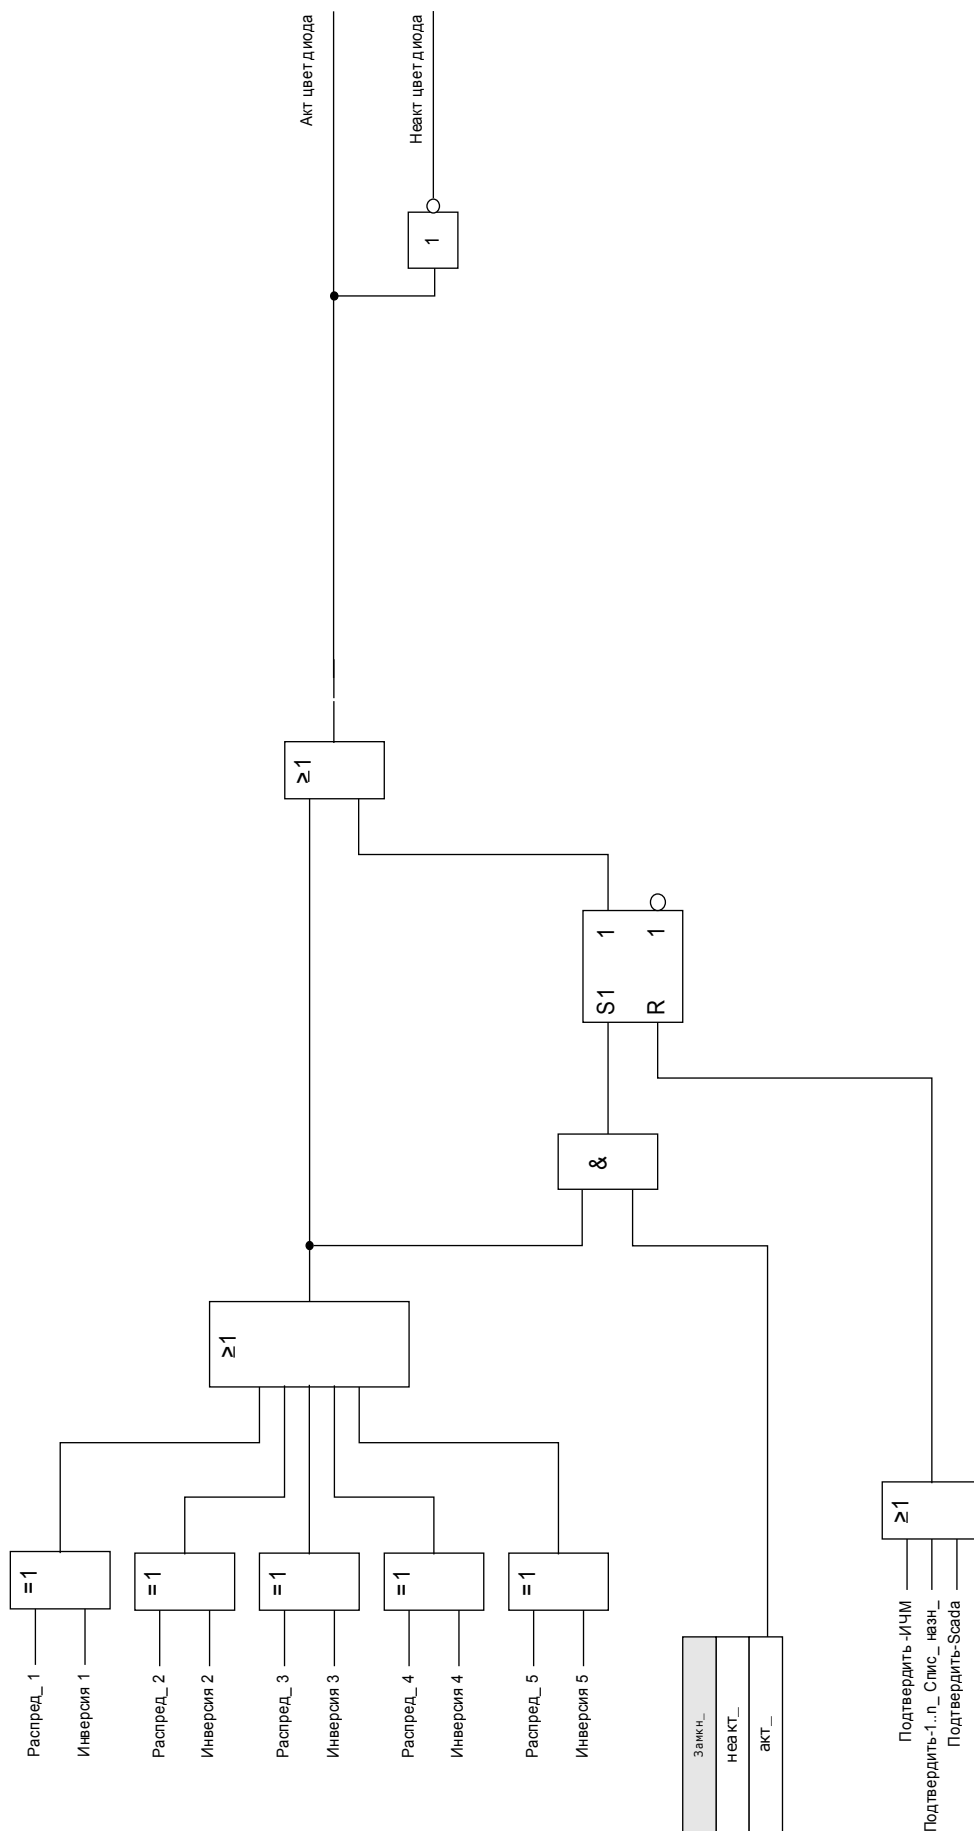 Распред_ 1
Инверсия 1
Распред_ 2
Инверсия 2
Распред_ 3
Инверсия 3
Распред_ 4
Инверсия 4
Распред_ 5
Инверсия 5
=1
=1
=1
=1
=1
≥1
Замкн_
неакт_
акт_
&
Подтвердить -ИЧМ
Подтвердить-1..n_ Спис_ назн_
Подтвердить-Scada
≥1
S1 1
R 1
≥1
1
Акт цвет диода
Неакт цвет диода